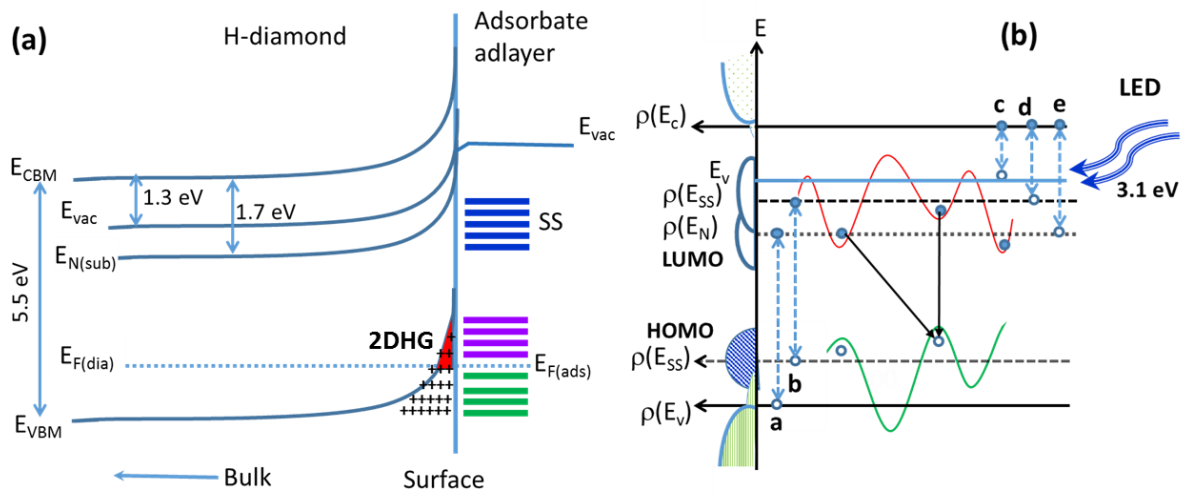 (a)
H-diamond
Adsorbate
adlayer
E_vac
E_CBM
1.3 eV
1.7 eV
E_vac
E_N(sub)
SS
5.5 eV
2DHG
E_F(dia)
E_F(ads)
E_VBM
Bulk
Surface
E
(b)
LED
c
d
e
ρ(E_c)
3.1 eV
E_v
ρ(E_SS)
ρ(E_N)
LUMO
HOMO
ρ(E_SS)
b
ρ(E_v)
a